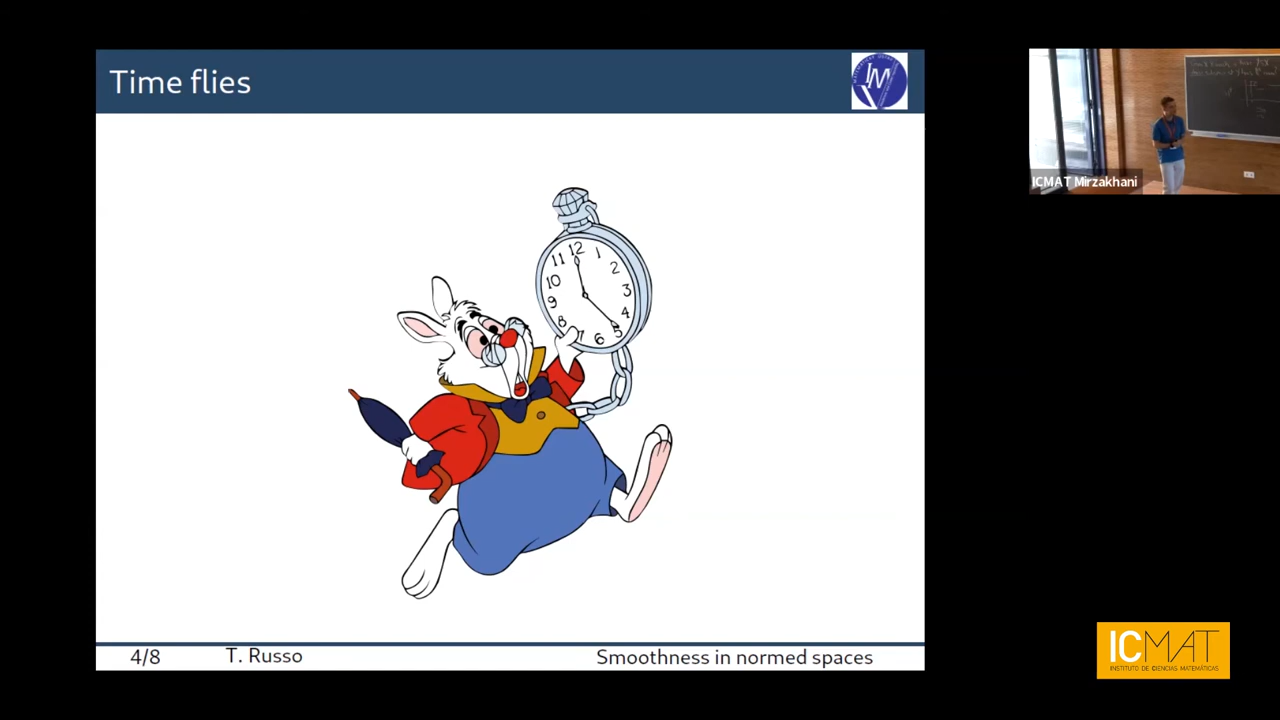 Time flies
IM
12
11
1
10
2
9
3
8
4
7
6
5
4/8
T. Russo
Smoothness in normed spaces
ICMAT Mirzakhani
ICMAT
INSTITUTO DE CIENCIAS MATEMÁTICAS